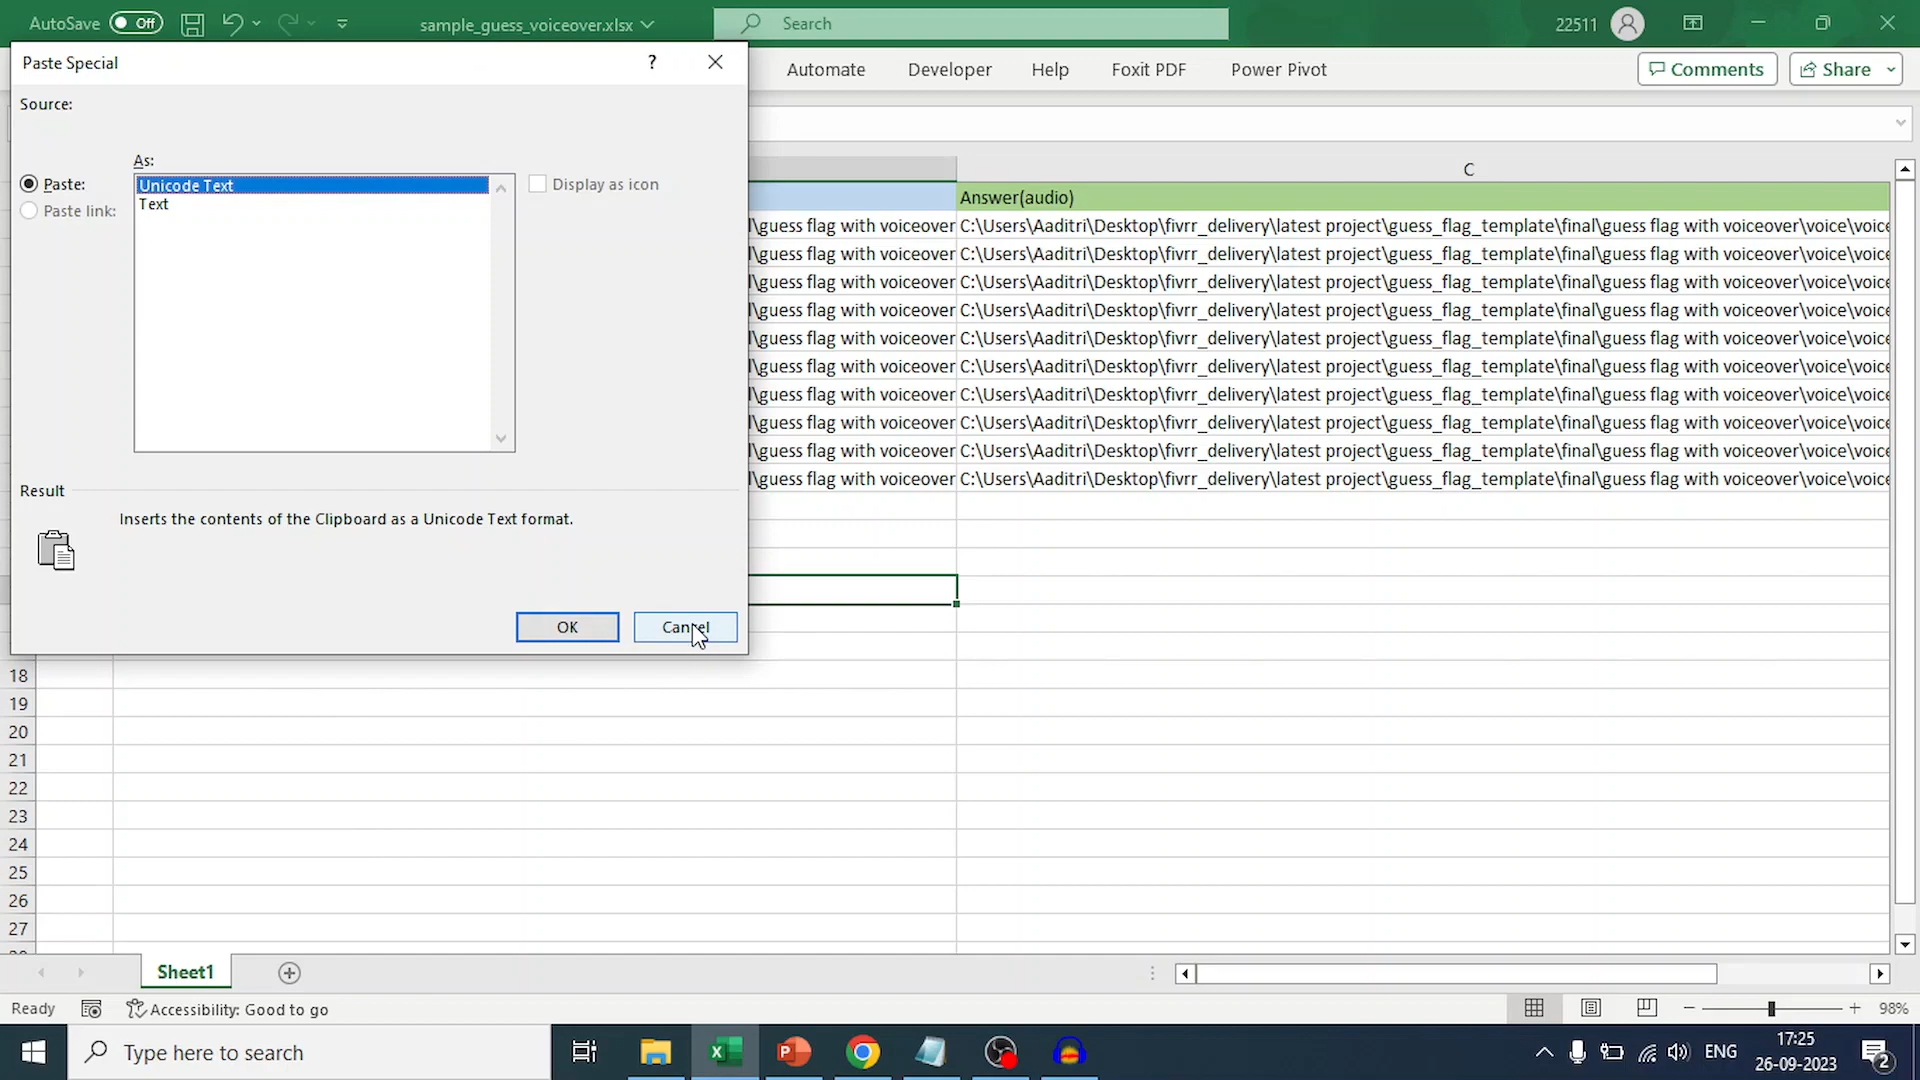 AutoSave Off sample_guess_voiceover.xlsx Search 22511
Paste Special ?
Automate Developer Help Foxit PDF Power Pivot Comments Share
Source:
As:
Paste: Unicode Text Display as icon
Paste link: Text
C
Answer(audio)
\guess flag with voiceover C:\Users\Aaditri\Desktop\fivrr_delivery\latest project\guess_flag_template\final\guess flag with voiceover\voice\voice
\guess flag with voiceover C:\Users\Aaditri\Desktop\fivrr_delivery\latest project\guess_flag_template\final\guess flag with voiceover\voice\voice
\guess flag with voiceover C:\Users\Aaditri\Desktop\fivrr_delivery\latest project\guess_flag_template\final\guess flag with voiceover\voice\voice
\guess flag with voiceover C:\Users\Aaditri\Desktop\fivrr_delivery\latest project\guess_flag_template\final\guess flag with voiceover\voice\voice
\guess flag with voiceover C:\Users\Aaditri\Desktop\fivrr_delivery\latest project\guess_flag_template\final\guess flag with voiceover\voice\voice
\guess flag with voiceover C:\Users\Aaditri\Desktop\fivrr_delivery\latest project\guess_flag_template\final\guess flag with voiceover\voice\voice
\guess flag with voiceover C:\Users\Aaditri\Desktop\fivrr_delivery\latest project\guess_flag_template\final\guess flag with voiceover\voice\voice
\guess flag with voiceover C:\Users\Aaditri\Desktop\fivrr_delivery\latest project\guess_flag_template\final\guess flag with voiceover\voice\voice
\guess flag with voiceover C:\Users\Aaditri\Desktop\fivrr_delivery\latest project\guess_flag_template\final\guess flag with voiceover\voice\voice
\guess flag with voiceover C:\Users\Aaditri\Desktop\fivrr_delivery\latest project\guess_flag_template\final\guess flag with voiceover\voice\voice
Result
Inserts the contents of the Clipboard as a Unicode Text format.
OK Cancel
18
19
20
21
22
23
24
25
26
27
Sheet1
Ready Accessibility: Good to go 98%
Type here to search ENG 17:25
26-09-2023 2